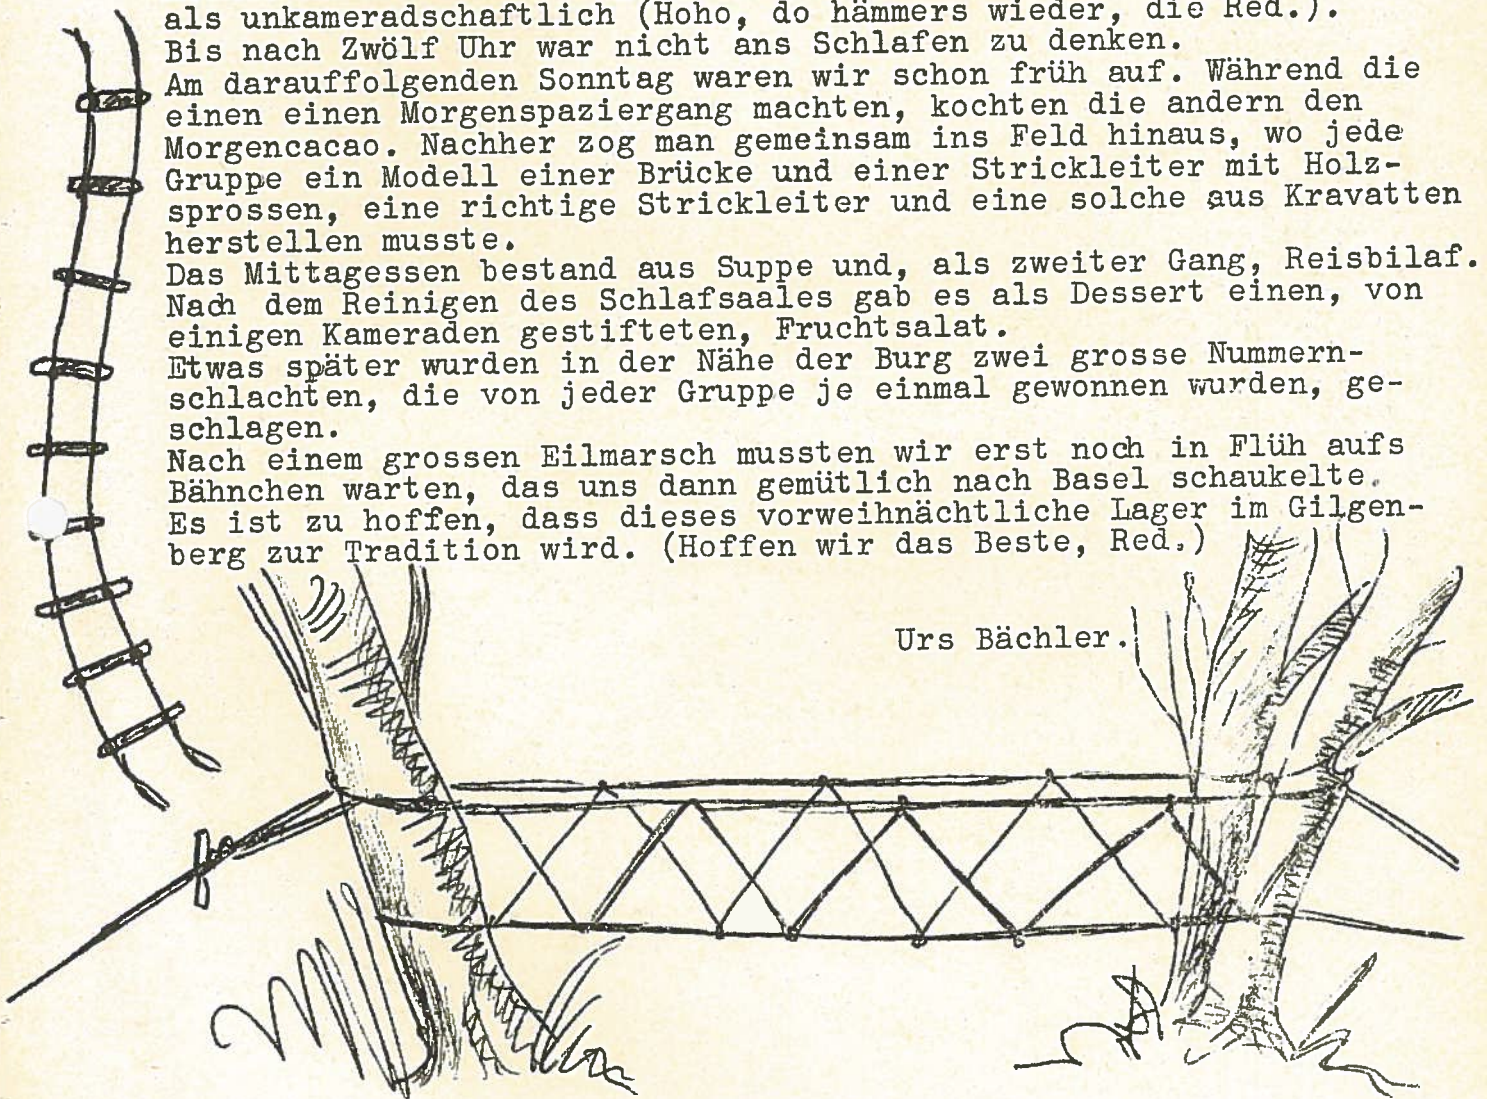 als unkameradschaftlich (Hoho, do hämmers wieder, die Red.).
Bis nach Zwölf Uhr war nicht ans Schlafen zu denken.
Am darauffolgenden Sonntag waren wir schon früh auf. Während die
einen einen Morgenspaziergang machten, kochten die andern den
Morgencacao. Nachher zog man gemeinsam ins Feld hinaus, wo jede
Gruppe ein Modell einer Brücke und einer Strickleiter mit Holz-
sprossen, eine richtige Strickleiter und eine solche aus Kravatten
herstellen musste.
Das Mittagessen bestand aus Suppe und, als zweiter Gang, Reisbilaf.
Nach dem Reinigen des Schlafsaales gab es als Dessert einen, von
einigen Kameraden gestifteten, Fruchtsalat.
Etwas später wurden in der Nähe der Burg zwei grosse Nummern-
schlachten, die von jeder Gruppe je einmal gewonnen wurden, ge-
schlagen.
Nach einem grossen Eilmarsch mussten wir erst noch in Flüh aufs
Bähnchen warten, das uns dann gemütlich nach Basel schaukelte.
Es ist zu hoffen, dass dieses vorweihnächtliche Lager im Gilgen-
berg zur Tradition wird. (Hoffen wir das Beste, Red.)
Urs Bächler.